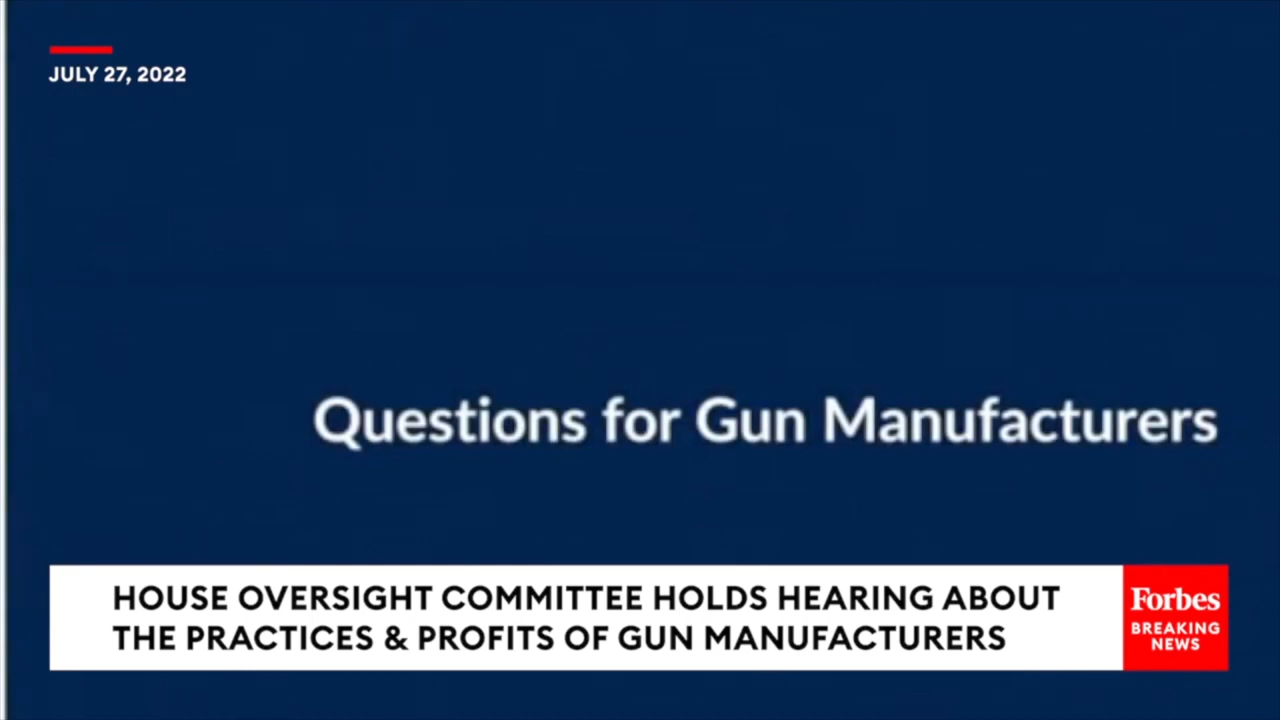 JULY 27, 2022
Questions for Gun Manufacturers
HOUSE OVERSIGHT COMMITTEE HOLDS HEARING ABOUT
THE PRACTICES & PROFITS OF GUN MANUFACTURERS
Forbes
BREAKING
NEWS